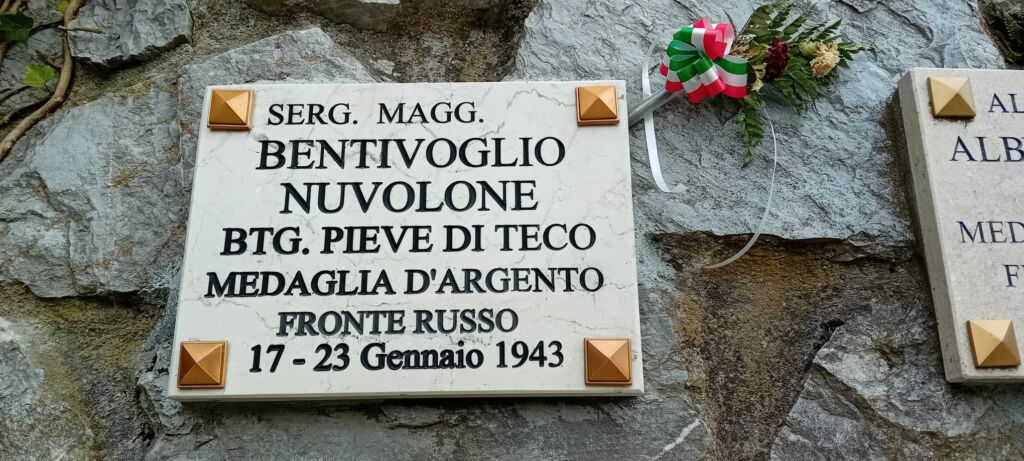 SERG. MAGG.
BENTIVOGLIO
NUVOLONE
BTG. PIEVE DI TECO
MEDAGLIA D'ARGENTO
FRONTE RUSSO
17 - 23 Gennaio 1943